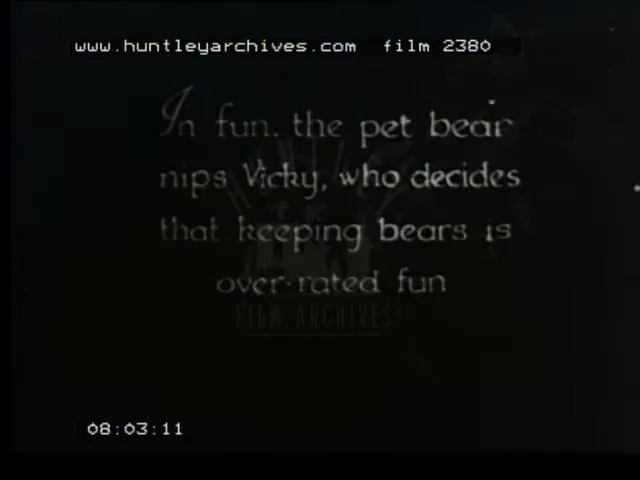 www.huntleyarchives.com film 2380
In fun. the pet bear
nips Vicky, who decides
that keeping bears is
over-rated fun
FILM ARCHIVES
08:03:11